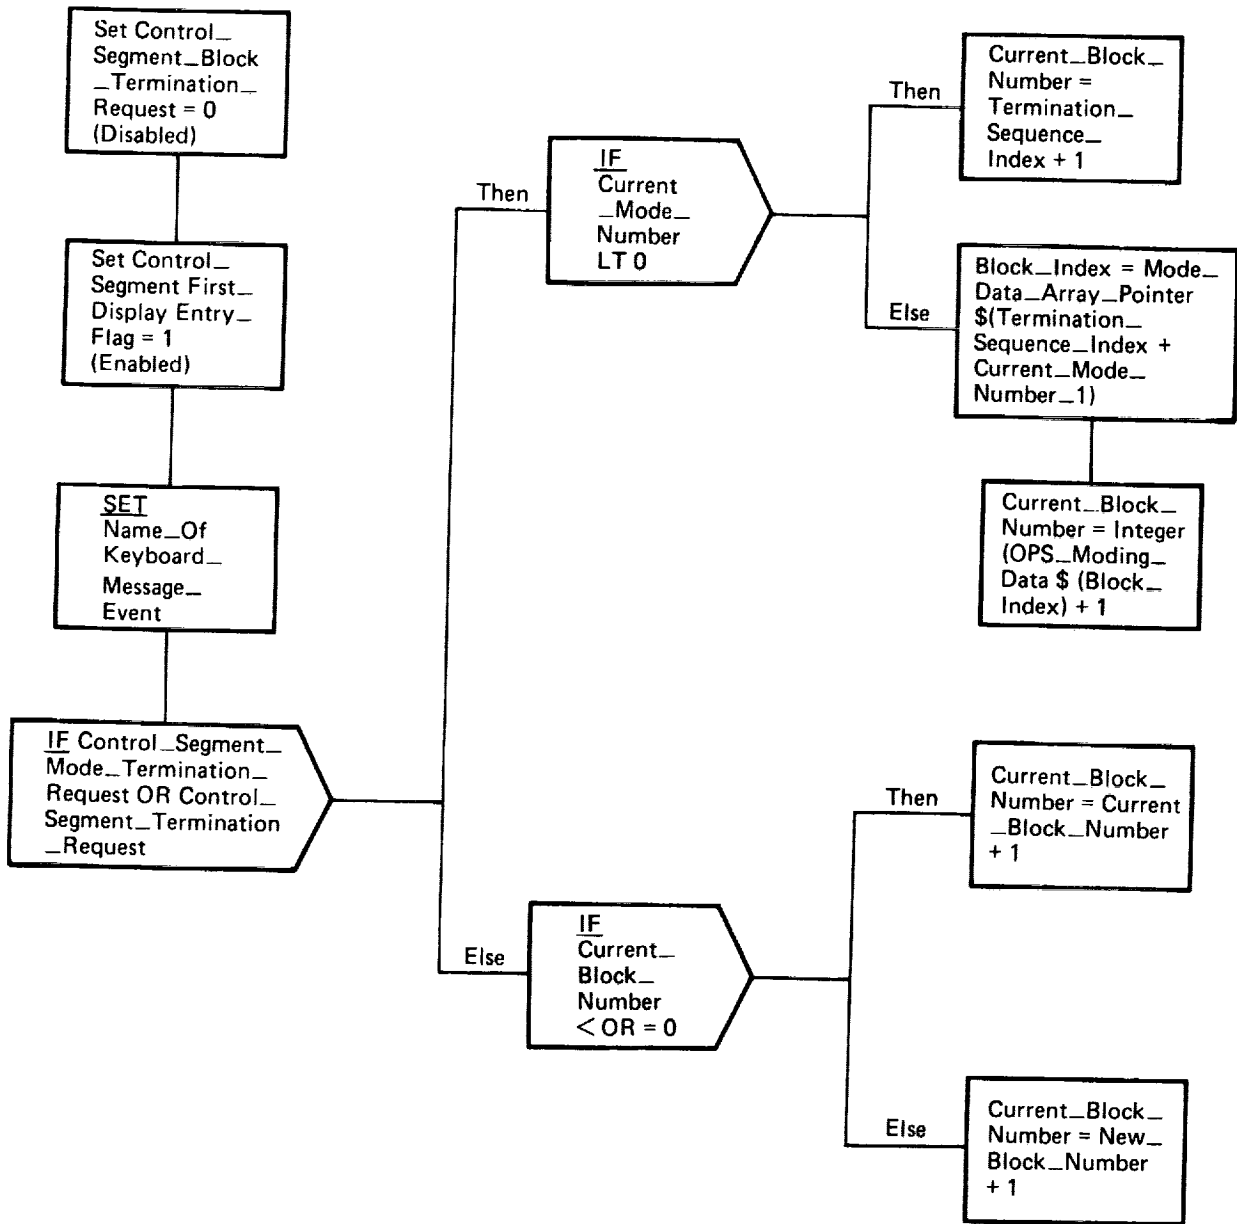 Set Control_
Segment_Block
_Termination_
Request = 0
(Disabled)
Set Control_
Segment First_
Display Entry_
Flag = 1
(Enabled)
SET
Name_Of
Keyboard_
Message_
Event
IF Control_Segment_
Mode_Termination_
Request OR Control_
Segment_Termination
_Request
Then
IF
Current
_Mode_
Number
LT 0
Then
Current_Block_
Number =
Termination_
Sequence_
Index + 1
Else
Block_Index = Mode_
Data_Array_Pointer
$(Termination_
Sequence_Index +
Current_Mode_
Number_1)
Current_Block_
Number = Integer
(OPS_Moding_
Data $ (Block_
Index) + 1
Else
IF
Current_
Block_
Number
< OR = 0
Then
Current_Block_
Number = Current
_Block_Number
+ 1
Else
Current_Block_
Number = New_
Block_Number
+ 1